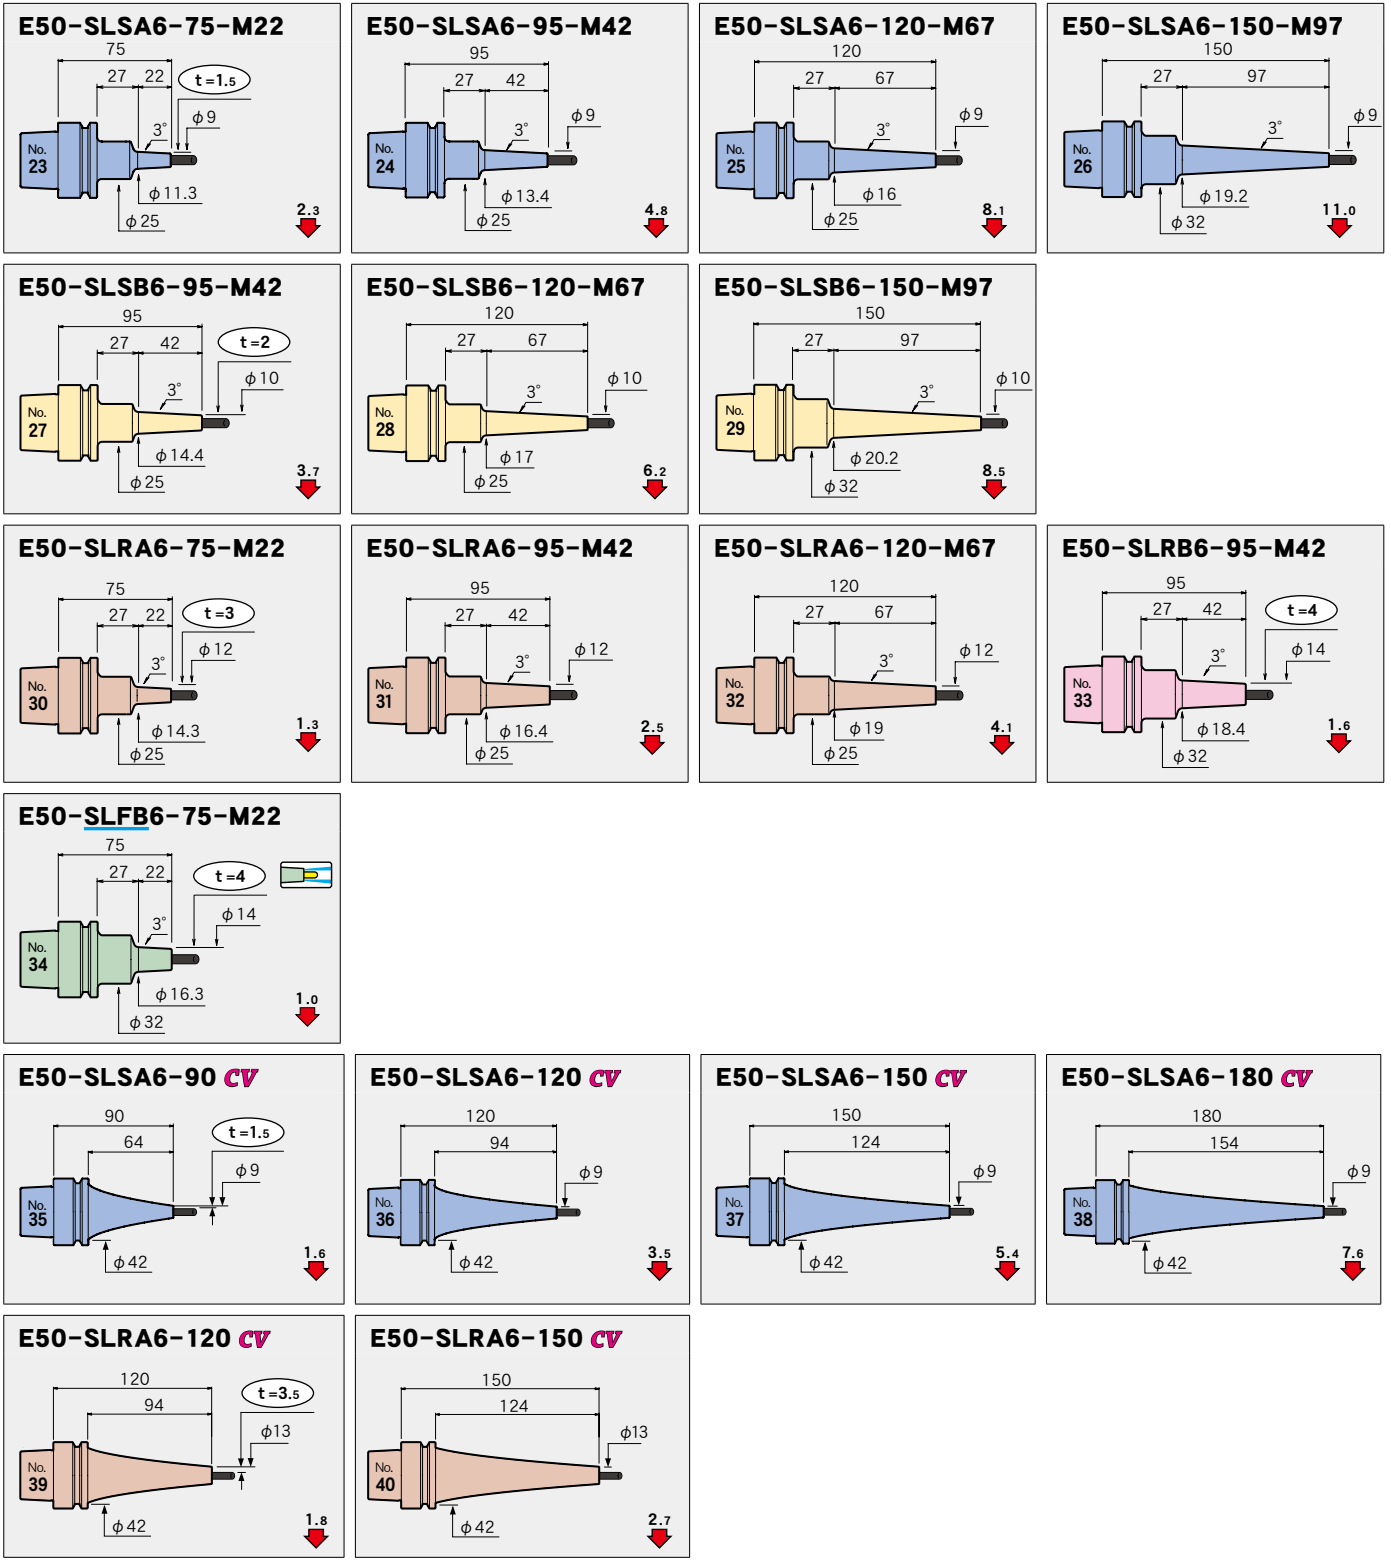 E50-SLSA6-75-M22
75
27
22
t=1.5
φ9
3°
No.
23
φ11.3
φ25
2.3
E50-SLSA6-95-M42
95
27
42
φ9
3°
No.
24
φ13.4
φ25
4.8
E50-SLSA6-120-M67
120
27
67
φ9
3°
No.
25
φ16
φ25
8.1
E50-SLSA6-150-M97
150
27
97
φ9
3°
No.
26
φ19.2
φ32
11.0
E50-SLSB6-95-M42
95
27
42
t=2
φ10
3°
No.
27
φ14.4
φ25
3.7
E50-SLSB6-120-M67
120
27
67
φ10
3°
No.
28
φ17
φ25
6.2
E50-SLSB6-150-M97
150
27
97
φ10
3°
No.
29
φ20.2
φ32
8.5
E50-SLRA6-75-M22
75
27
22
t=3
φ12
3°
No.
30
φ14.3
φ25
1.3
E50-SLRA6-95-M42
95
27
42
φ12
3°
No.
31
φ16.4
φ25
2.5
E50-SLRA6-120-M67
120
27
67
φ12
3°
No.
32
φ19
φ25
4.1
E50-SLRB6-95-M42
95
27
42
t=4
φ14
3°
No.
33
φ18.4
φ32
1.6
E50-SLFB6-75-M22
75
27
22
t=4
φ14
3°
No.
34
φ16.3
φ32
1.0
E50-SLSA6-90 CV
90
64
t=1.5
φ9
No.
35
φ42
1.6
E50-SLSA6-120 CV
120
94
φ9
No.
36
φ42
3.5
E50-SLSA6-150 CV
150
124
φ9
No.
37
φ42
5.4
E50-SLSA6-180 CV
180
154
φ9
No.
38
φ42
7.6
E50-SLRA6-120 CV
120
94
t=3.5
φ13
No.
39
φ42
1.8
E50-SLRA6-150 CV
150
124
φ13
No.
40
φ42
2.7